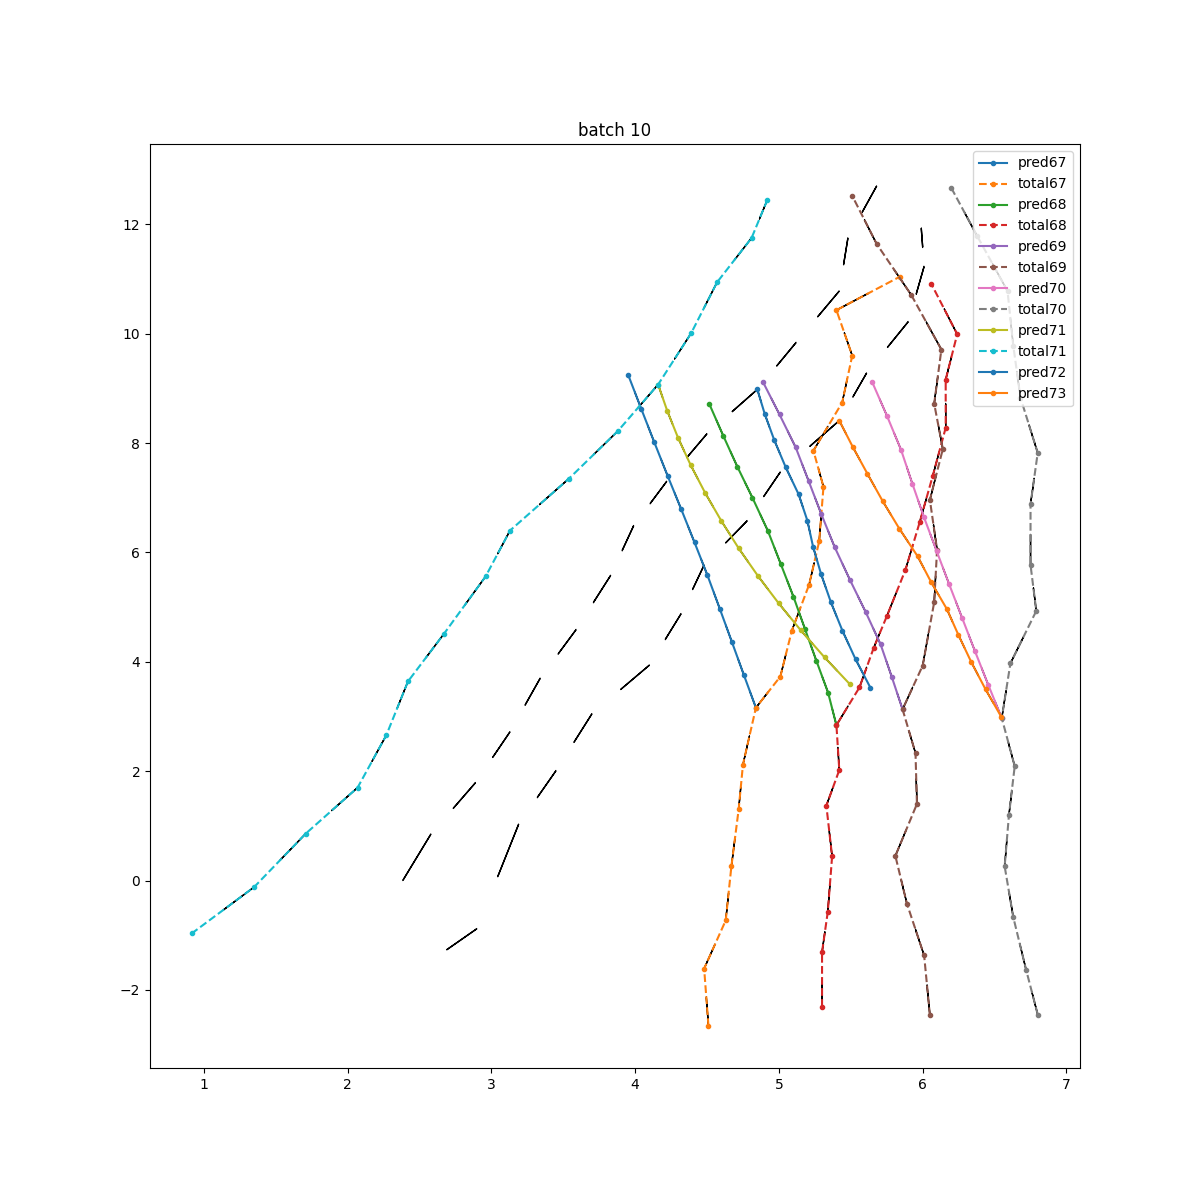 batch 10
pred67
total67
pred68
total68
pred69
total69
pred70
total70
pred71
total71
pred72
pred73
12
10
8
6
4
2
0
−2
1 2 3 4 5 6 7